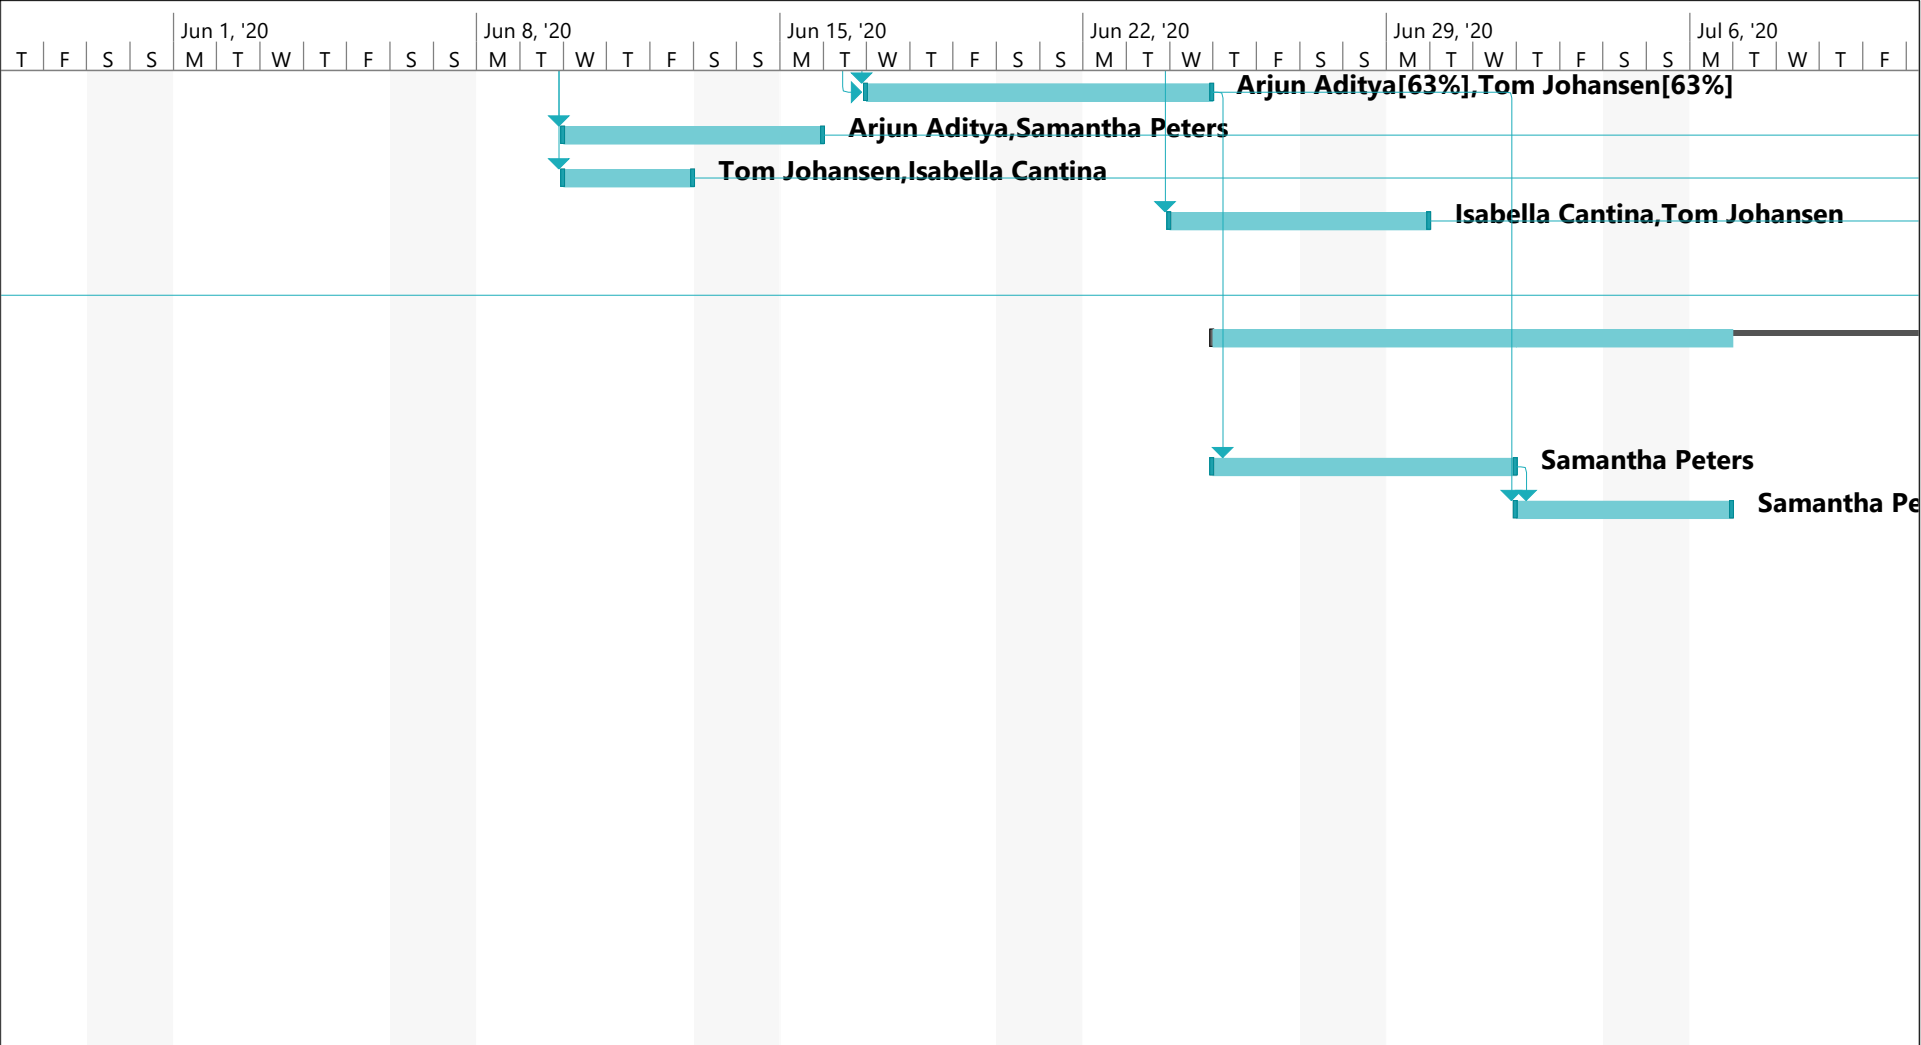 Jun 1, '20 Jun 8, '20 Jun 15, '20 Jun 22, '20 Jun 29, '20 Jul 6, '20
T F S S M T W T F S S M T W T F S S M T W T F S S M T W T F S S M T W T F S S M T W T F
Arjun Aditya[63%],Tom Johansen[63%]
Arjun Aditya,Samantha Peters
Tom Johansen,Isabella Cantina
Isabella Cantina,Tom Johansen
Samantha Peters
Samantha Pe